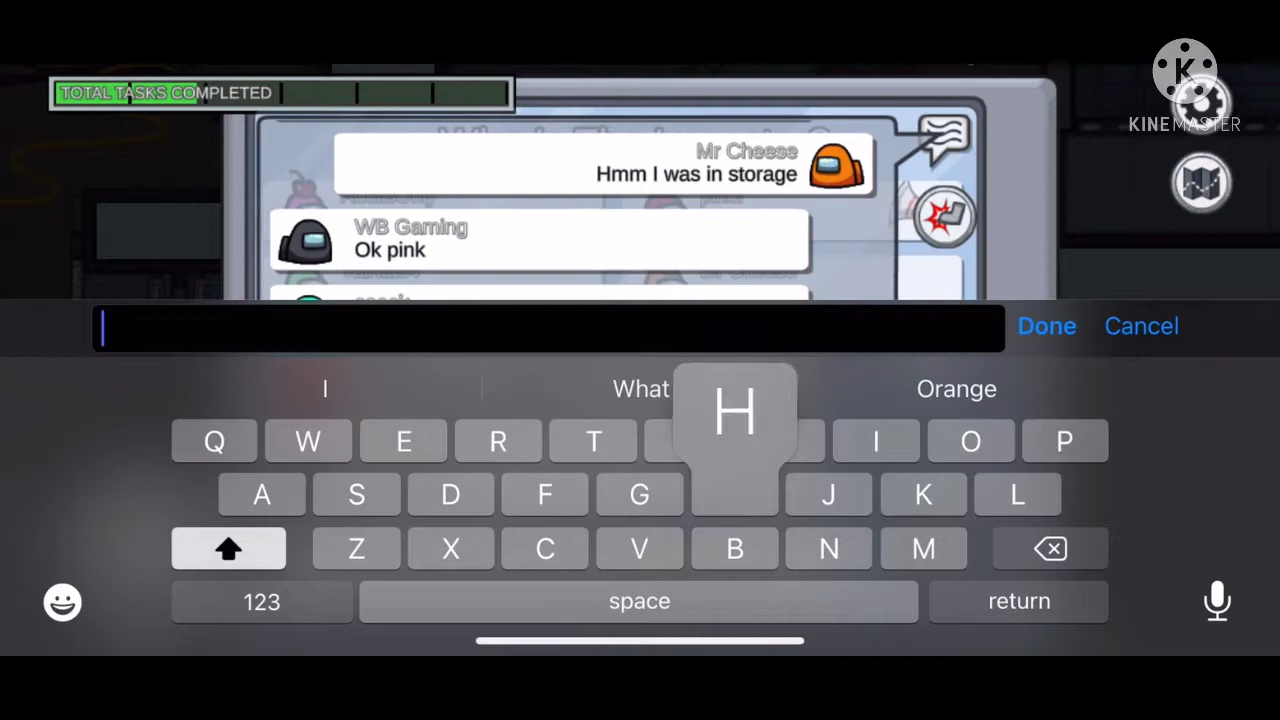 TOTAL TASKS COMPLETED
KINEMASTER
Mr Cheese
Hmm I was in storage
WB Gaming
Ok pink
Done Cancel
I What Orange
H
Q W E R T I O P
A S D F G J K L
Z X C V B N M
123 space return